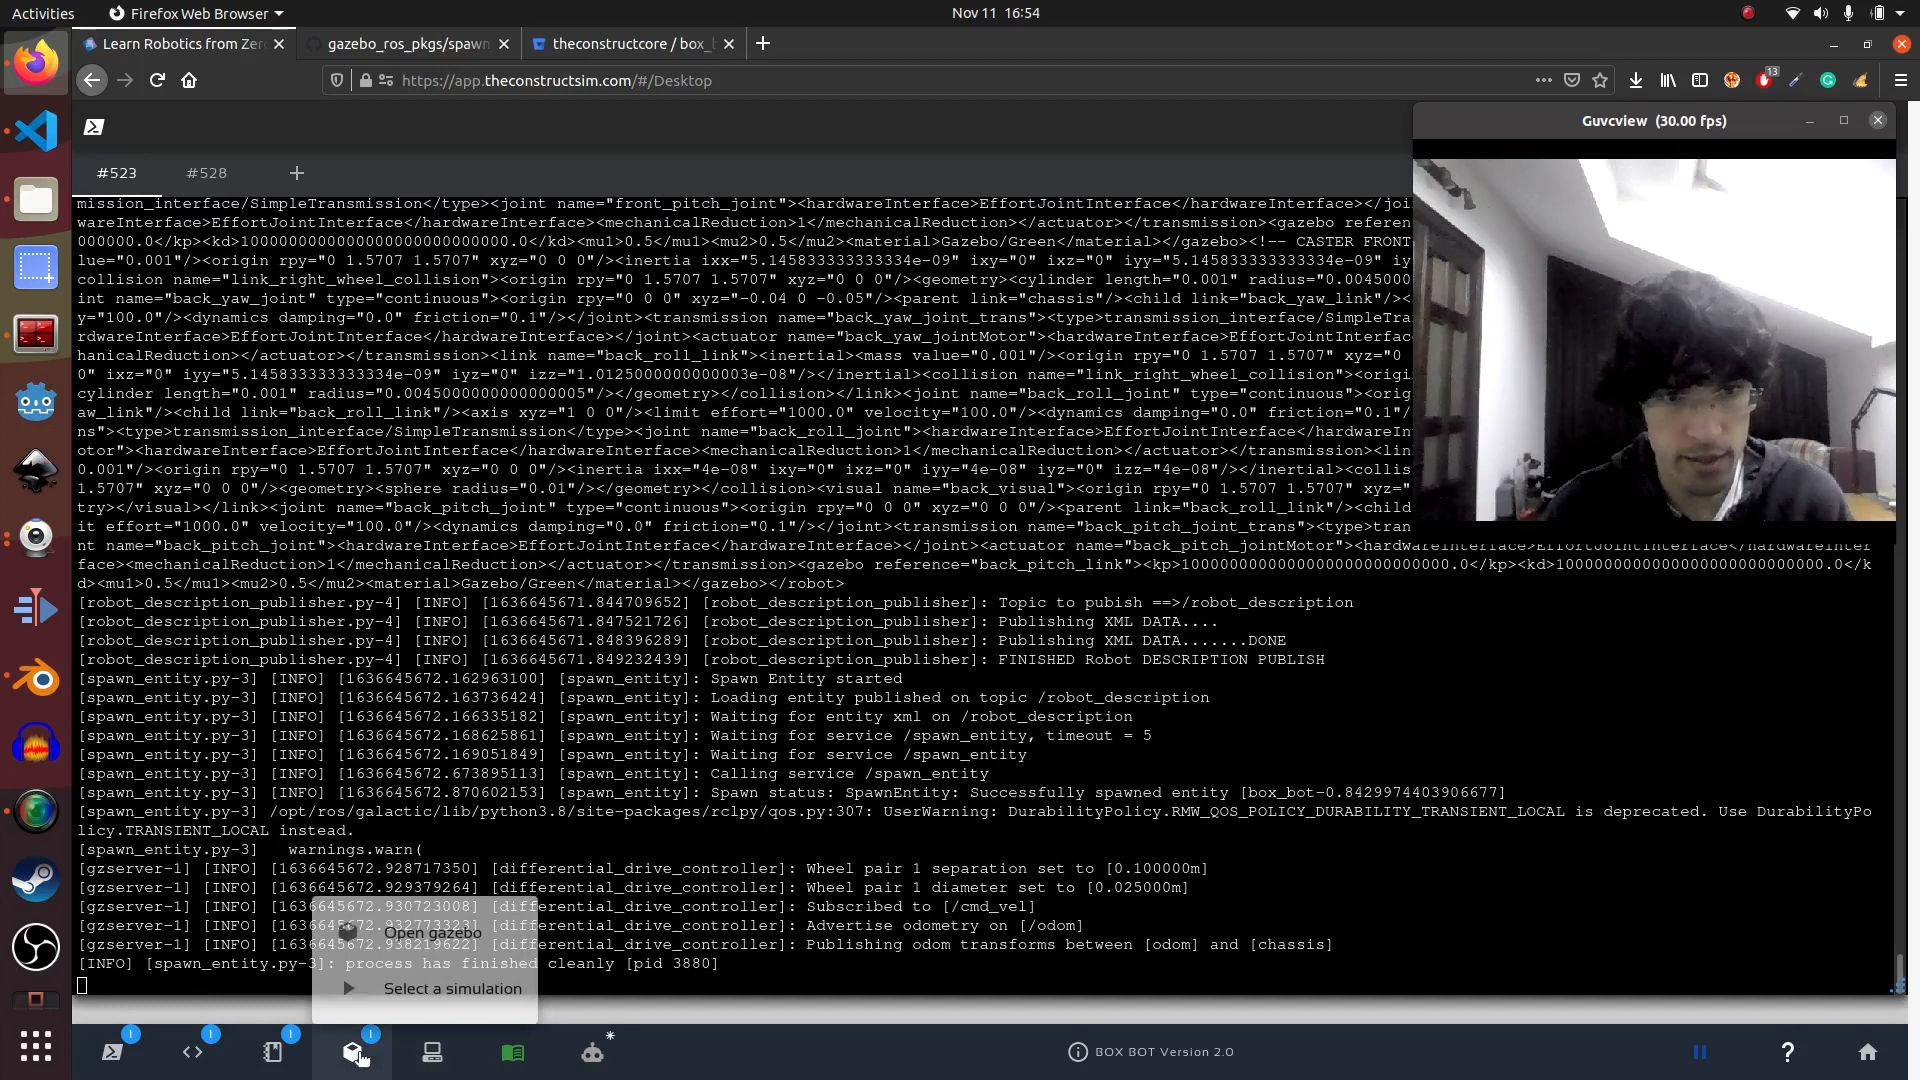 Activities
Firefox Web Browser
Nov 11 16:54
Learn Robotics from Zero
gazebo_ros_pkgs/spawn_
theconstructcore / box_b
https://app.theconstructsim.com/#/Desktop
13
Guvcview (30.00 fps)
#523
#528
mission_interface/SimpleTransmission</type><joint name="front_pitch_joint"><hardwareInterface>EffortJointInterface</hardwareInterface></joi
wareInterface>EffortJointInterface</hardwareInterface><mechanicalReduction>1</mechanicalReduction></actuator></transmission><gazebo referen
000000.0</kp><kd>1000000000000000000000000000.0</kd><mu1>0.5</mu1><mu2>0.5</mu2><material>Gazebo/Green</material></gazebo><!-- CASTER FRONT
lue="0.001"/><origin rpy="0 1.5707 1.5707" xyz="0 0 0"/><inertia ixx="5.145833333333334e-09" ixy="0" ixz="0" iyy="5.145833333333334e-09" iy
collision name="link_right_wheel_collision"><origin rpy="0 1.5707 1.5707" xyz="0 0 0"/><geometry><cylinder length="0.001" radius="0.0045000
int name="back_yaw_joint" type="continuous"><origin rpy="0 0 0" xyz="-0.04 0 -0.05"/><parent link="chassis"/><child link="back_yaw_link"/><
y="100.0"/><dynamics damping="0.0" friction="0.1"/></joint><transmission name="back_yaw_joint_trans"><type>transmission_interface/SimpleTra
ardwareInterface>EffortJointInterface</hardwareInterface></joint><actuator name="back_yaw_jointMotor"><hardwareInterface>EffortJointInterfac
hanicalReduction></actuator></transmission><link name="back_roll_link"><inertial><mass value="0.001"/><origin rpy="0 1.5707 1.5707" xyz="0
0" ixz="0" iyy="5.145833333333334e-09" iyz="0" izz="1.0125000000000003e-08"/></inertial><collision name="link_right_wheel_collision"><origi
cylinder length="0.001" radius="0.0045000000000000005"/></geometry></collision></link><joint name="back_roll_joint" type="continuous"><orig
aw_link"/><child link="back_roll_link"/><axis xyz="1 0 0"/><limit effort="1000.0" velocity="100.0"/><dynamics damping="0.0" friction="0.1"/
ns"><type>transmission_interface/SimpleTransmission</type><joint name="back_roll_joint"><hardwareInterface>EffortJointInterface</hardwareIn
otor"><hardwareInterface>EffortJointInterface</hardwareInterface><mechanicalReduction>1</mechanicalReduction></actuator></transmission><lin
0.001"/><origin rpy="0 1.5707 1.5707" xyz="0 0 0"/><inertia ixx="4e-08" ixy="0" ixz="0" iyy="4e-08" iyz="0" izz="4e-08"/></inertial><collis
1.5707" xyz="0 0 0"/><geometry><sphere radius="0.01"/></geometry></collision><visual name="back_visual"><origin rpy="0 1.5707 1.5707" xyz="
try></visual></link><joint name="back_pitch_joint" type="continuous"><origin rpy="0 0 0" xyz="0 0 0"/><parent link="back_roll_link"/><child
it effort="1000.0" velocity="100.0"/><dynamics damping="0.0" friction="0.1"/></joint><transmission name="back_pitch_joint_trans"><type>tran
nt name="back_pitch_joint"><hardwareInterface>EffortJointInterface</hardwareInterface></joint><actuator name="back_pitch_jointMotor"><hardwareInterface>EffortJointInterface</hardwareInter
face><mechanicalReduction>1</mechanicalReduction></actuator></transmission><gazebo reference="back_pitch_link"><kp>1000000000000000000000000000.0</kp><kd>1000000000000000000000000000.0</k
d><mu1>0.5</mu1><mu2>0.5</mu2><material>Gazebo/Green</material></gazebo></robot>
[robot_description_publisher.py-4] [INFO] [1636645671.844709652] [robot_description_publisher]: Topic to pubish ==>/robot_description
[robot_description_publisher.py-4] [INFO] [1636645671.847521726] [robot_description_publisher]: Publishing XML DATA....
[robot_description_publisher.py-4] [INFO] [1636645671.848396289] [robot_description_publisher]: Publishing XML DATA.......DONE
[robot_description_publisher.py-4] [INFO] [1636645671.849232439] [robot_description_publisher]: FINISHED Robot DESCRIPTION PUBLISH
[spawn_entity.py-3] [INFO] [1636645672.162963100] [spawn_entity]: Spawn Entity started
[spawn_entity.py-3] [INFO] [1636645672.163736424] [spawn_entity]: Loading entity published on topic /robot_description
[spawn_entity.py-3] [INFO] [1636645672.166335182] [spawn_entity]: Waiting for entity xml on /robot_description
[spawn_entity.py-3] [INFO] [1636645672.168625861] [spawn_entity]: Waiting for service /spawn_entity, timeout = 5
[spawn_entity.py-3] [INFO] [1636645672.169051849] [spawn_entity]: Waiting for service /spawn_entity
[spawn_entity.py-3] [INFO] [1636645672.673895113] [spawn_entity]: Calling service /spawn_entity
[spawn_entity.py-3] [INFO] [1636645672.870602153] [spawn_entity]: Spawn status: SpawnEntity: Successfully spawned entity [box_bot-0.8429974403906677]
[spawn_entity.py-3] /opt/ros/galactic/lib/python3.8/site-packages/rclpy/qos.py:307: UserWarning: DurabilityPolicy.RMW_QOS_POLICY_DURABILITY_TRANSIENT_LOCAL is deprecated. Use DurabilityPo
licy.TRANSIENT_LOCAL instead.
[spawn_entity.py-3]   warnings.warn(
[gzserver-1] [INFO] [1636645672.928717350] [differential_drive_controller]: Wheel pair 1 separation set to [0.100000m]
[gzserver-1] [INFO] [1636645672.929379264] [differential_drive_controller]: Wheel pair 1 diameter set to [0.025000m]
[gzserver-1] [INFO] [1636645672.930723008] [differential_drive_controller]: Subscribed to [/cmd_vel]
[gzserver-1] [INFO] [1636645672.932773323] [differential_drive_controller]: Advertise odometry on [/odom]
[gzserver-1] [INFO] [1636645672.938219622] [differential_drive_controller]: Publishing odom transforms between [odom] and [chassis]
[INFO] [spawn_entity.py-3]: process has finished cleanly [pid 3880]
Open gazebo
Select a simulation
1
1
1
1
BOX BOT Version 2.0
?